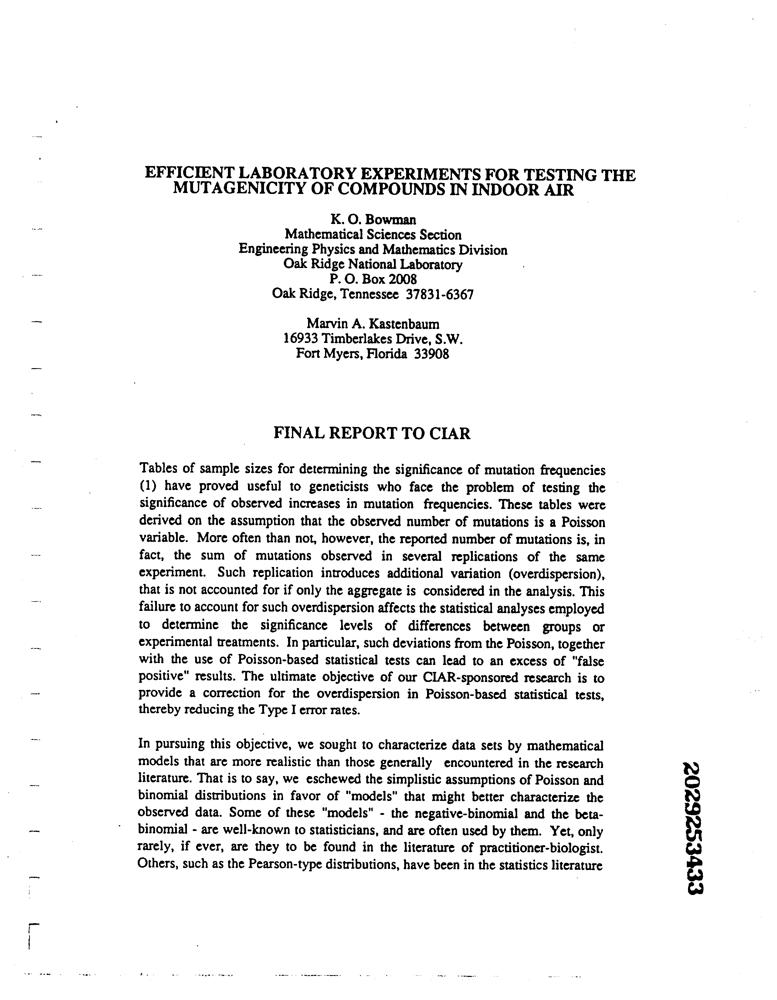 EFFICIENT LABORATORY EXPERIMENTS FOR TESTING THE
MUTAGENICITY OF COMPOUNDS IN INDOOR AIR
K. O. Bowman
Mathematical Sciences Section
Engineering Physics and Mathematics Division
Oak Ridge National Laboratory
P. O. Box 2008
Oak Ridge, Tennessee 37831-6367
Marvin A. Kastenbaum
16933 Timberlakes Drive, S.W.
Fort Myers, Florida 33908
FINAL REPORT TO CIAR
Tables of sample sizes for determining the significance of mutation frequencies
(1) have proved useful to geneticists who face the problem of testing the
significance of observed increases in mutation frequencies. These tables were
derived on the assumption that the observed number of mutations is a Poisson
variable. More often than not, however, the reported number of mutations is, in
fact, the sum of mutations observed in several replications of the same
experiment. Such replication introduces additional variation (overdispersion),
that is not accounted for if only the aggregate is considered in the analysis. This
failure to account for such overdispersion affects the statistical analyses employed
to determine the significance levels of differences between groups or
experimental treatments. In particular, such deviations from the Poisson, together
with the use of Poisson-based statistical tests can lead to an excess of "false
positive" results. The ultimate objective of our CIAR-sponsored research is to
provide a correction for the overdispersion in Poisson-based statistical tests,
thereby reducing the Type I error rates.
In pursuing this objective, we sought to characterize data sets by mathematical
models that are more realistic than those generally encountered in the research
literature. That is to say, we eschewed the simplistic assumptions of Poisson and
binomial distributions in favor of "models" that might better characterize the
observed data. Some of these "models" - the negative-binomial and the beta-
binomial - are well-known to statisticians, and are often used by them. Yet, only
rarely, if ever, are they to be found in the literature of practitioner-biologist.
Others, such as the Pearson-type distributions, have been in the statistics literature
2029253433